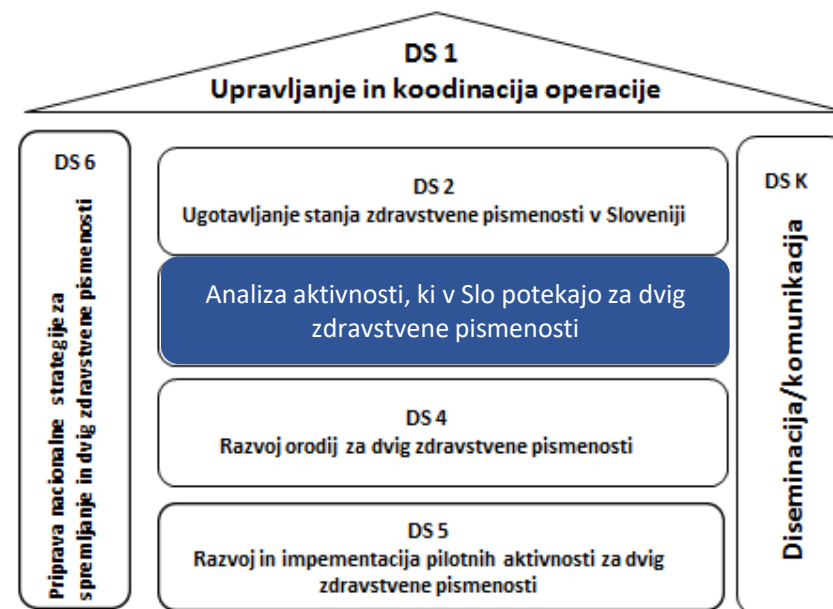 DS 1
Upravljanje in koodinacija operacije
DS 6
Priprava nacionalne strategije za
spremljanje in dvig zdravstvene pismenosti
DS 2
Ugotavljanje stanja zdravstvene pismenosti v Sloveniji
Analiza aktivnosti, ki v Slo potekajo za dvig
zdravstvene pismenosti
DS 4
Razvoj orodij za dvig zdravstvene pismenosti
DS 5
Razvoj in impementacija pilotnih aktivnosti za dvig
zdravstvene pismenosti
DS K
Diseminacija/komunikacija